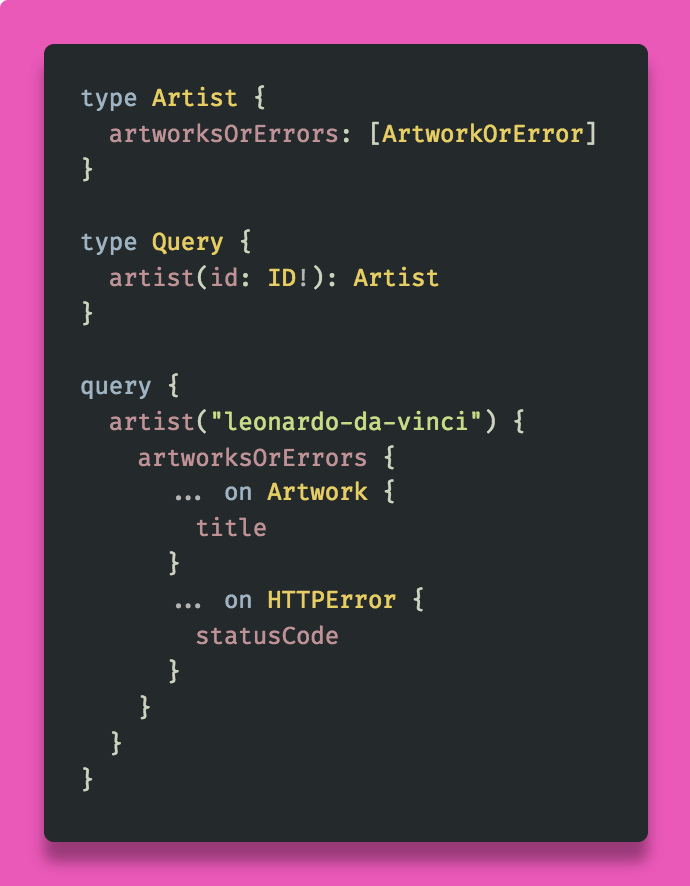 type Artist {
  artworksOrErrors: [ArtworkOrError]
}

type Query {
  artist(id: ID!): Artist
}

query {
  artist("leonardo-da-vinci") {
    artworksOrErrors {
      ... on Artwork {
        title
      }
      ... on HTTPError {
        statusCode
      }
    }
  }
}